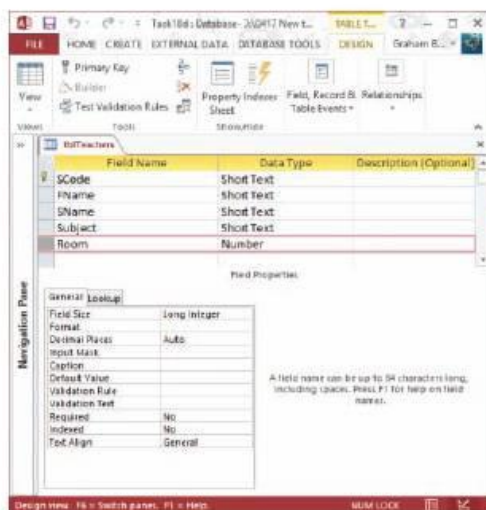 Task18ds Database- 
TABLE T...
? – □ ×
FILE HOME CREATE EXTERNAL DATA DATABASE TOOLS DESIGN Graham B...
View
Primary Key
Builder
Test Validation Rules
Property Sheet
Indexes
Field, Record & Table Events
Relationships
Views Tools Show/Hide
tblTeachers
Field Name Data Type Description (Optional)
SCode Short Text
FName Short Text
SName Short Text
Subject Short Text
Room Number
Field Properties
General Lookup
Field Size Long Integer
Format
Decimal Places Auto
Input Mask
Caption
Default Value
Validation Rule
Validation Text
Required No
Indexed No
Text Align General
A field name can be up to 64 characters long,
including spaces. Press F1 for help on field
names.
Navigation Pane
Design view. F6 = Switch panes. F1 = Help. NUM LOCK